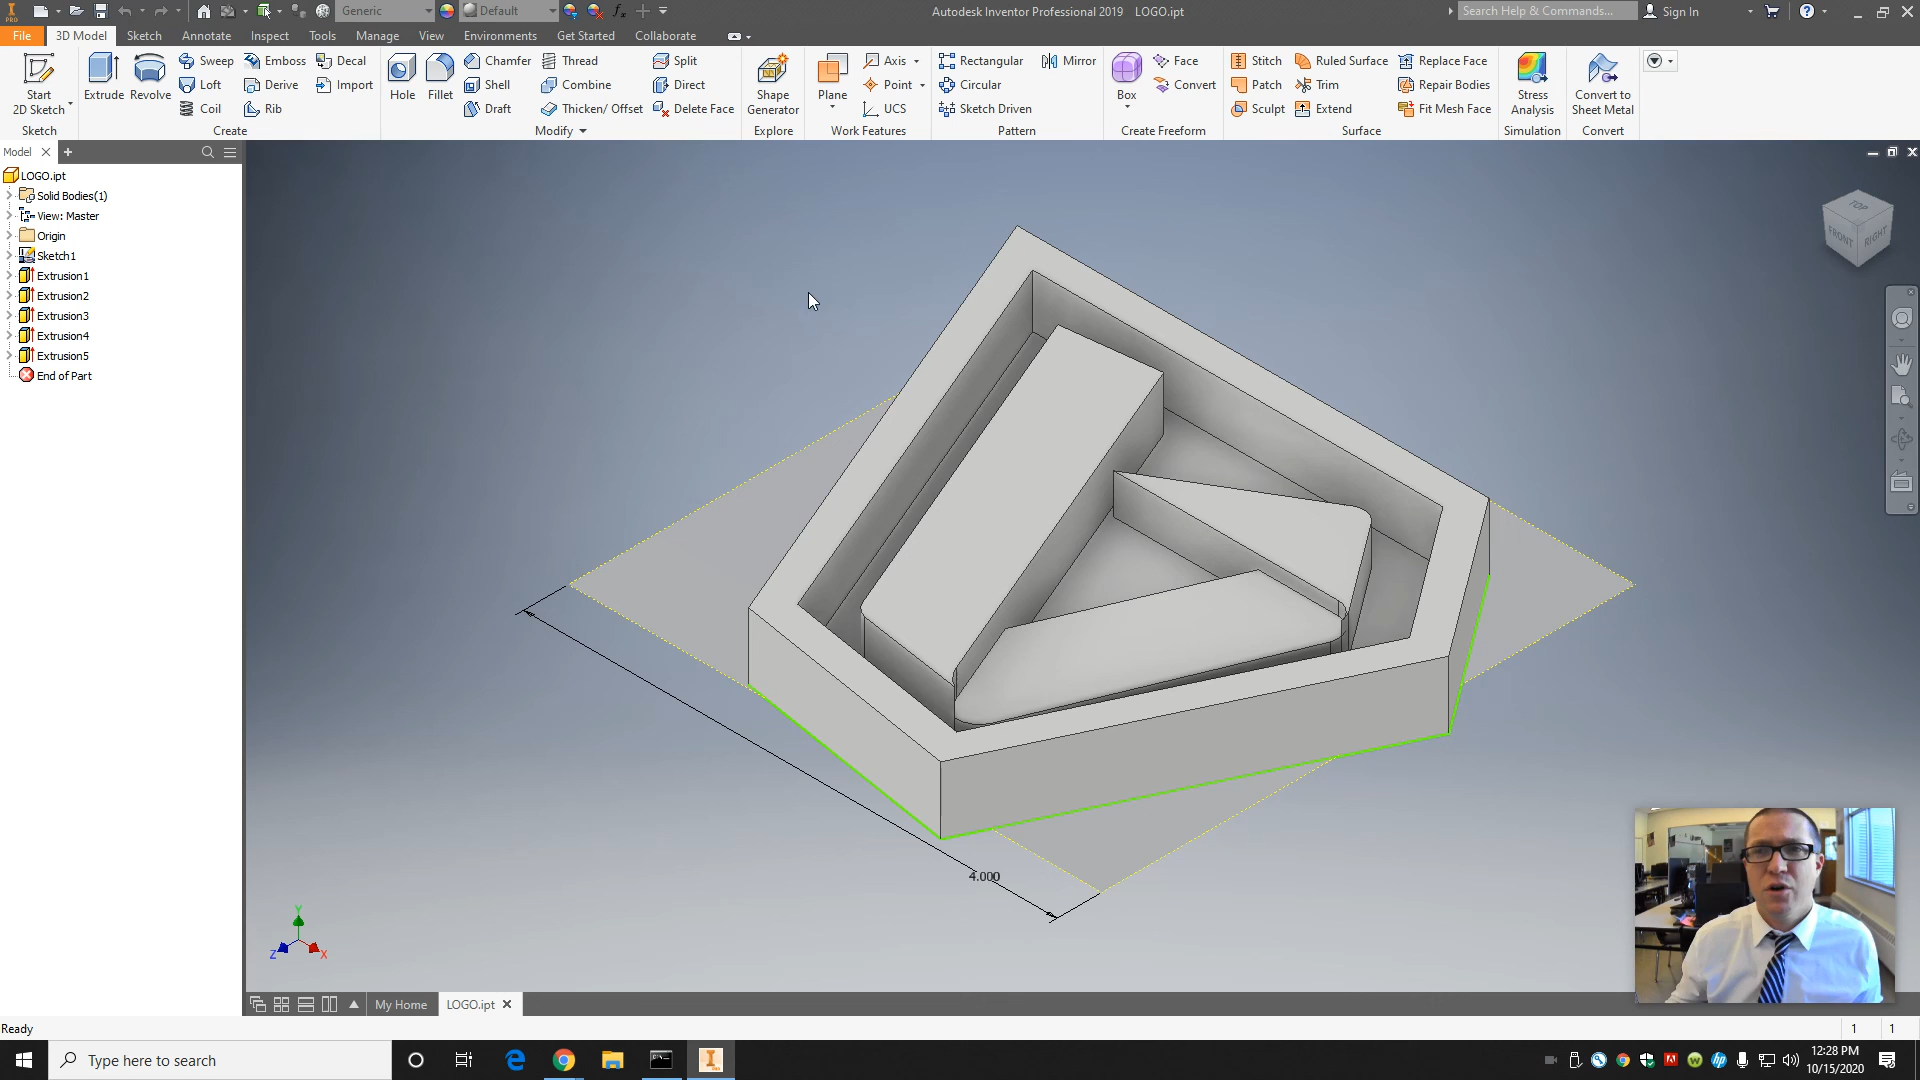 Generic
Default
Autodesk Inventor Professional 2019 LOGO.ipt
Search Help & Commands...
Sign In
File
3D Model
Sketch
Annotate
Inspect
Tools
Manage
View
Environments
Get Started
Collaborate
Start
2D Sketch
Sketch
Extrude
Revolve
Sweep
Loft
Coil
Emboss
Derive
Rib
Decal
Import
Create
Hole
Fillet
Chamfer
Shell
Draft
Thread
Combine
Thicken/ Offset
Split
Direct
Delete Face
Modify
Shape
Generator
Explore
Plane
Axis
Point
UCS
Work Features
Rectangular
Circular
Sketch Driven
Mirror
Pattern
Box
Face
Convert
Create Freeform
Stitch
Patch
Sculpt
Ruled Surface
Trim
Extend
Replace Face
Repair Bodies
Fit Mesh Face
Surface
Stress
Analysis
Simulation
Convert to
Sheet Metal
Convert
Model
LOGO.ipt
Solid Bodies(1)
View: Master
Origin
Sketch1
Extrusion1
Extrusion2
Extrusion3
Extrusion4
Extrusion5
End of Part
TOP
FRONT
RIGHT
4.000
Y
Z
X
My Home
LOGO.ipt
Ready
1 1
Type here to search
12:28 PM
10/15/2020